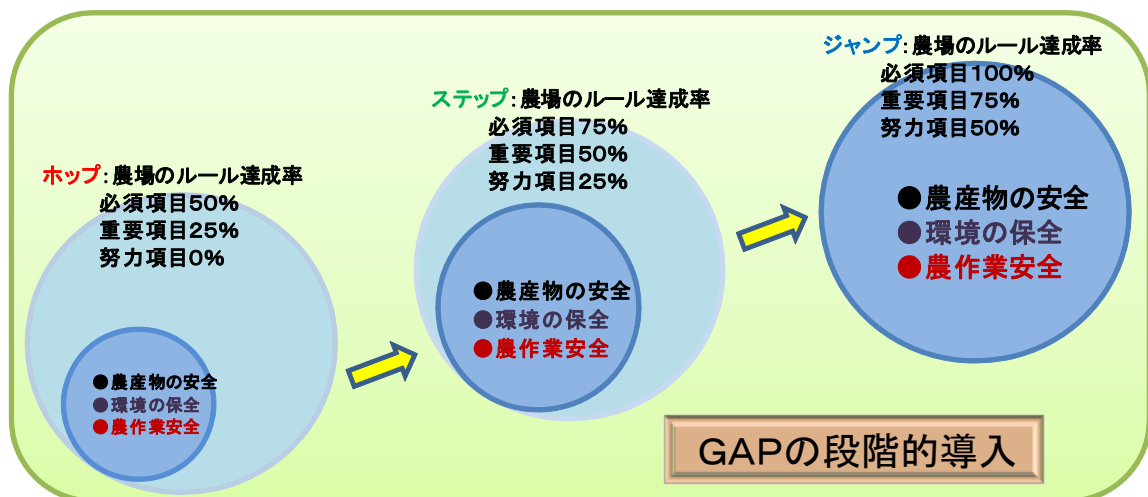 ホップ:農場のルール達成率
必須項目50%
重要項目25%
努力項目0%
●農産物の安全
●環境の保全
●農作業安全
ステップ:農場のルール達成率
必須項目75%
重要項目50%
努力項目25%
●農産物の安全
●環境の保全
●農作業安全
ジャンプ:農場のルール達成率
必須項目100%
重要項目75%
努力項目50%
●農産物の安全
●環境の保全
●農作業安全
GAPの段階的導入